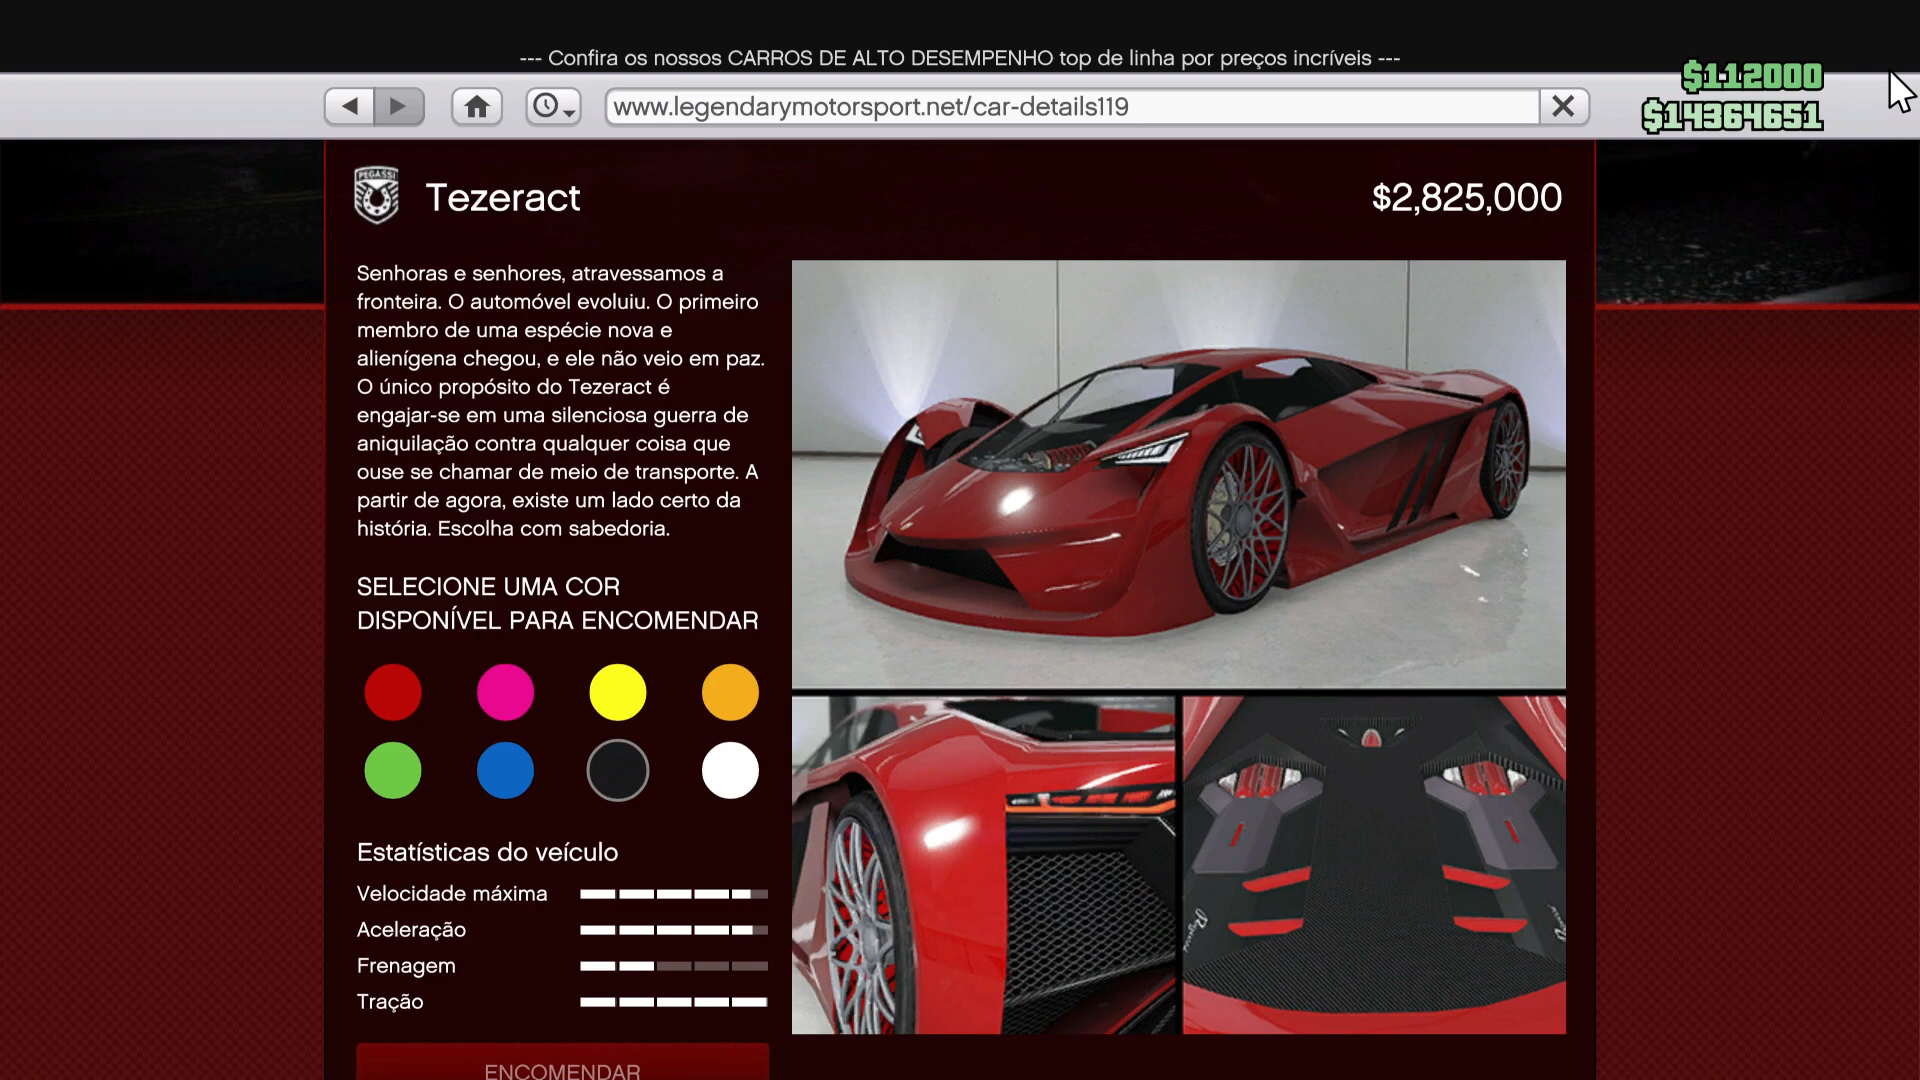 --- Confira os nossos CARROS DE ALTO DESEMPENHO top de linha por preços incríveis ---
www.legendarymotorsport.net/car-details119
$112000
$14364651
PEGASSI
Tezeract
$2,825,000
Senhoras e senhores, atravessamos a
fronteira. O automóvel evoluiu. O primeiro
membro de uma espécie nova e
alienígena chegou, e ele não veio em paz.
O único propósito do Tezeract é
engajar-se em uma silenciosa guerra de
aniquilação contra qualquer coisa que
ouse se chamar de meio de transporte. A
partir de agora, existe um lado certo da
história. Escolha com sabedoria.
SELECIONE UMA COR
DISPONÍVEL PARA ENCOMENDAR
Estatísticas do veículo
Velocidade máxima
Aceleração
Frenagem
Tração
ENCOMENDAR